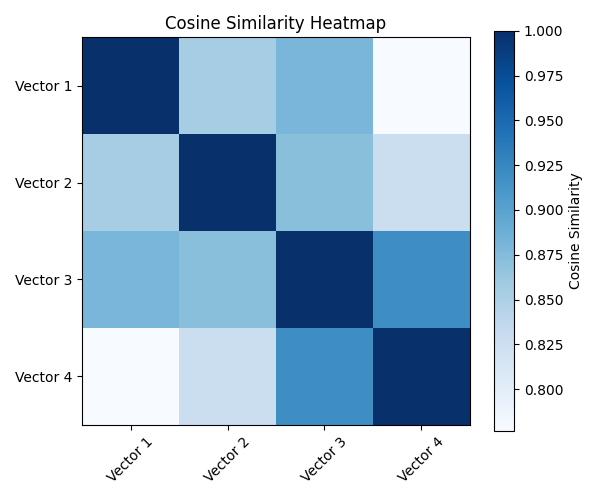 Cosine Similarity Heatmap
Vector 1
Vector 2
Vector 3
Vector 4
Vector 1
Vector 2
Vector 3
Vector 4
1.000
0.975
0.950
0.925
0.900
0.875
0.850
0.825
0.800
Cosine Similarity